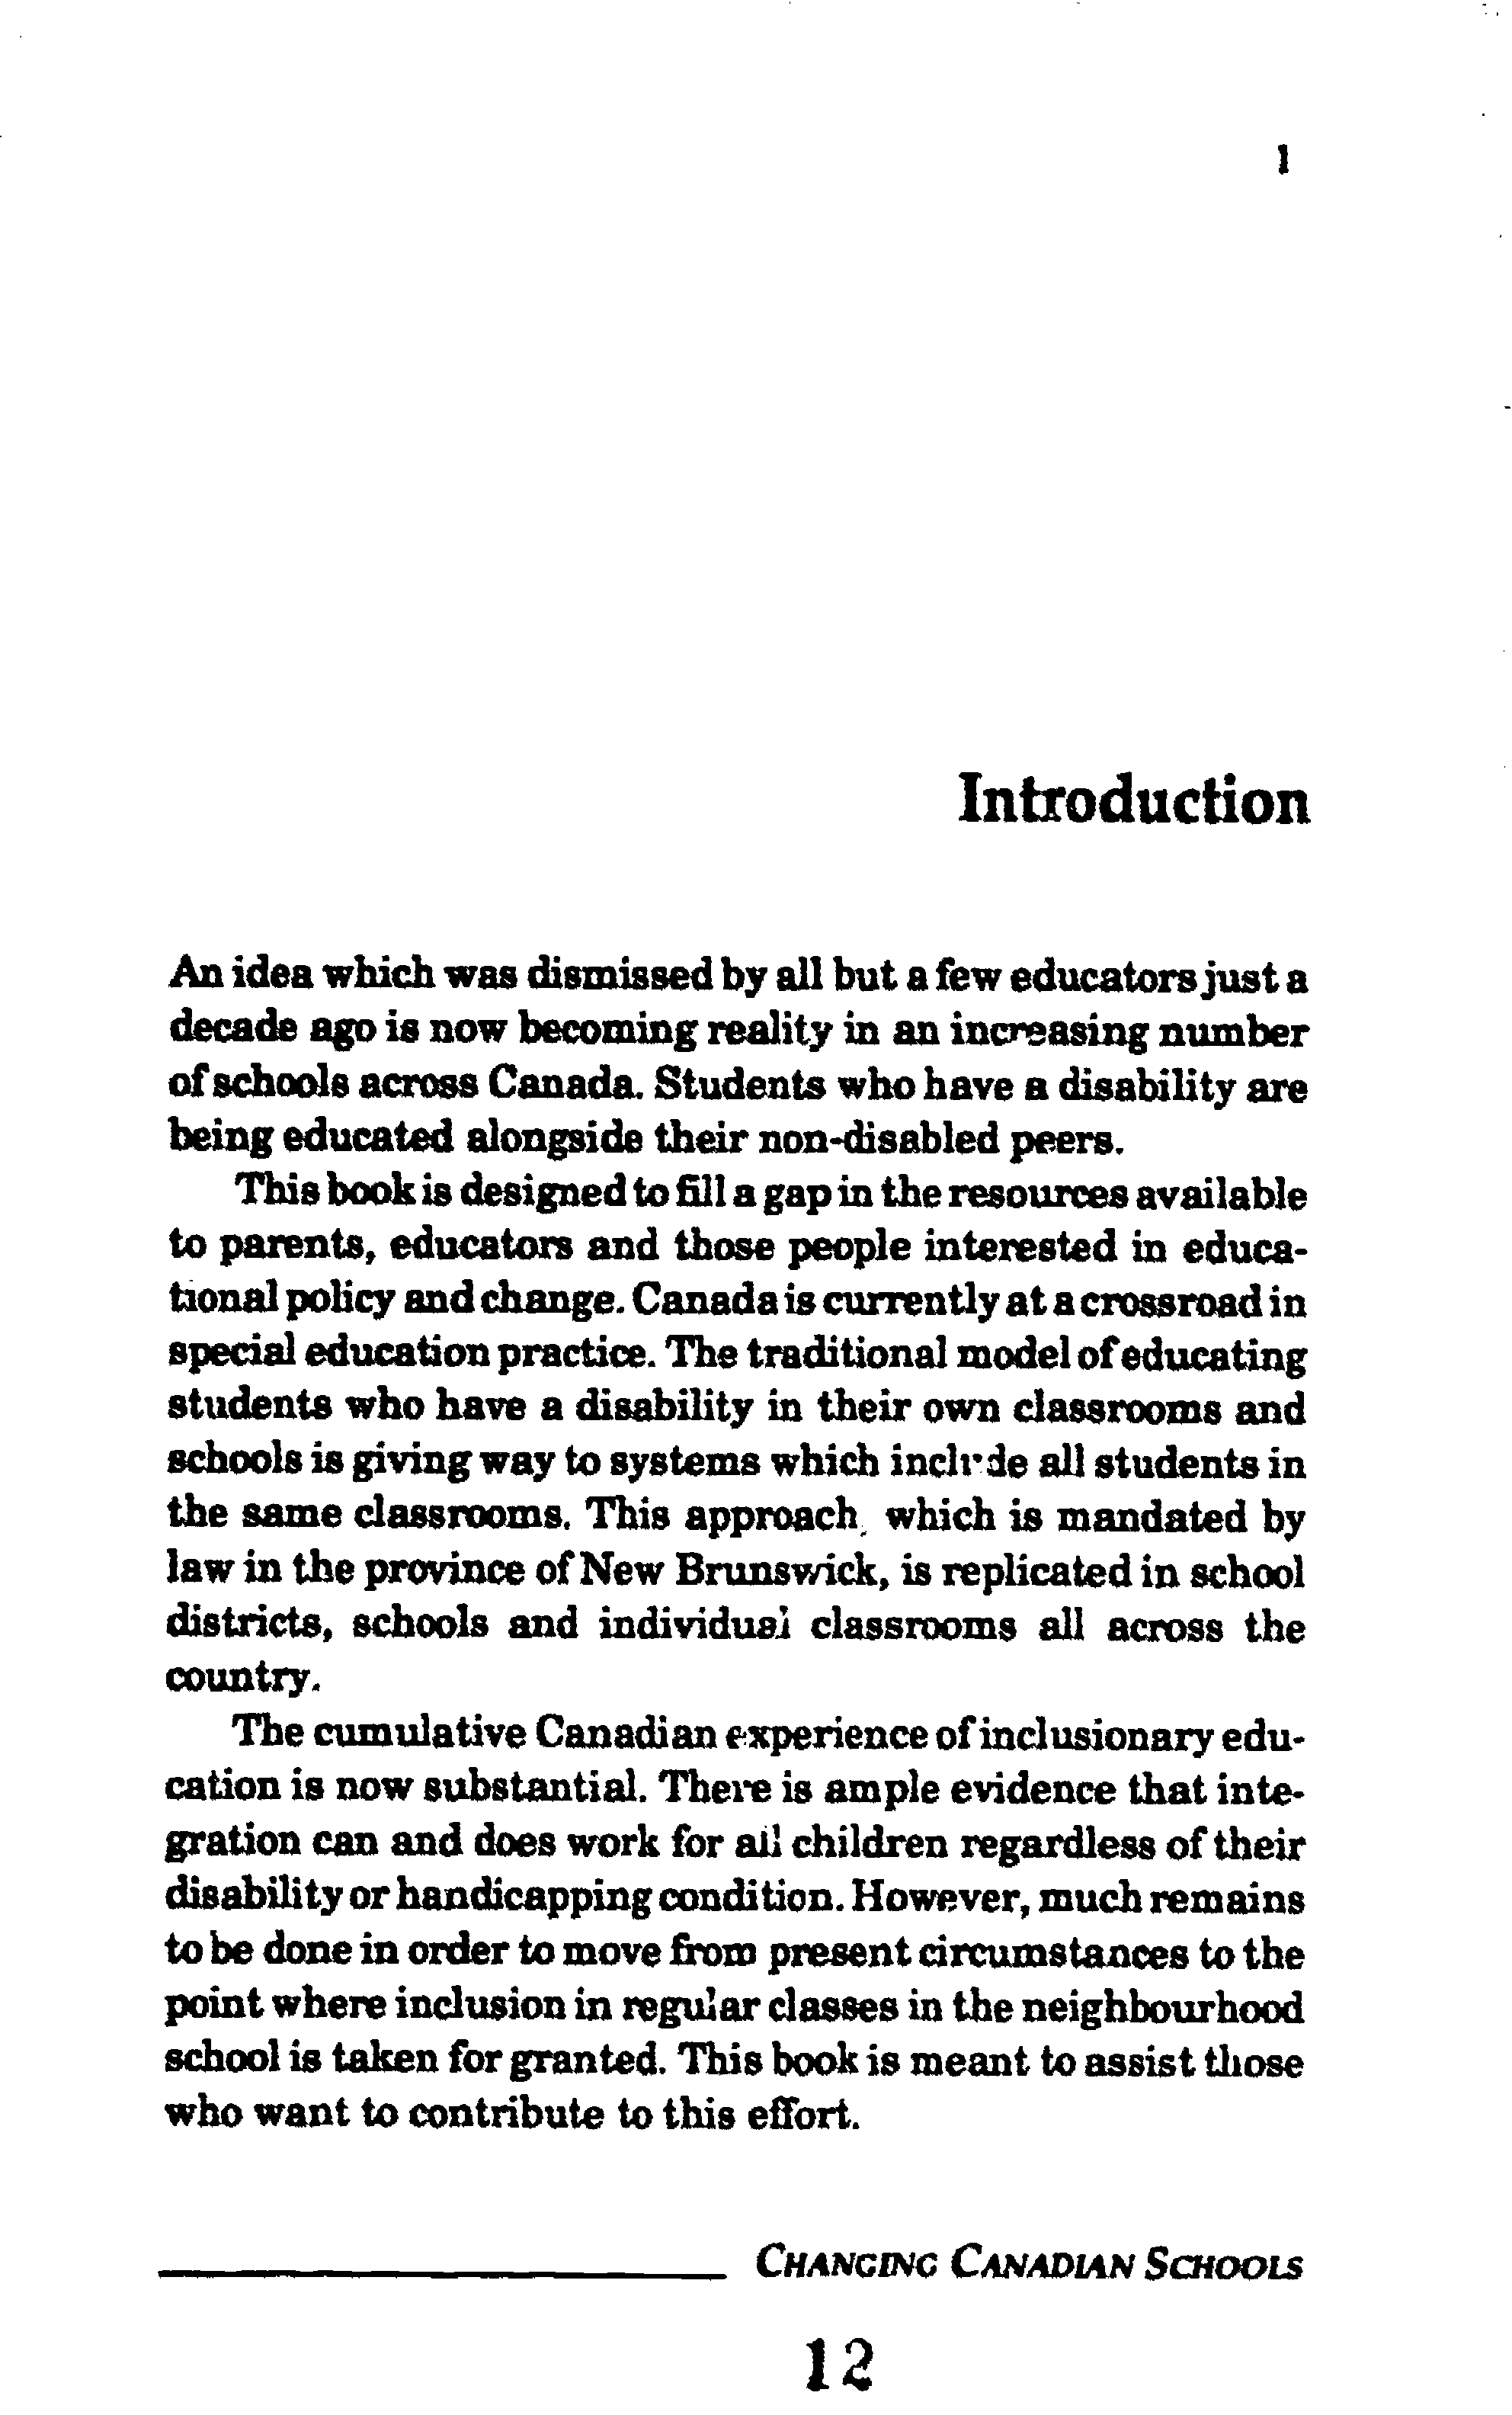 1
Introduction
An idea which was dismissed by all but a few educators just a
decade ago is now becoming reality in an increasing number
of schools across Canada. Students who have a disability are
being educated alongside their non-disabled peers.
This book is designed to fill a gap in the resources available
to parents, educators and those people interested in educa-
tional policy and change. Canada is currently at a crossroad in
special education practice. The traditional model of educating
students who have a disability in their own classrooms and
schools is giving way to systems which include all students in
the same classrooms. This approach, which is mandated by
law in the province of New Brunswick, is replicated in school
districts, schools and individual classrooms all across the
country.
The cumulative Canadian experience of inclusionary edu-
cation is now substantial. There is ample evidence that inte-
gration can and does work for all children regardless of their
disability or handicapping condition. However, much remains
to be done in order to move from present circumstances to the
point where inclusion in regular classes in the neighbourhood
school is taken for granted. This book is meant to assist those
who want to contribute to this effort.
CHANGING CANADIAN SCHOOLS
12